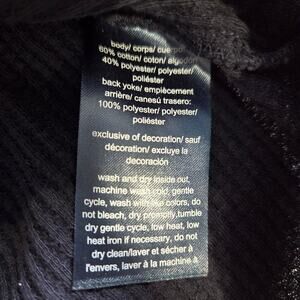 body/ corps/ cuerpo
60% cotton/ coton/ algodón
40% polyester/ polyester/
poliéster
back yoke/ empiècement
arrière/ canesú trasero:
100% polyester/ polyester/
poliéster
exclusive of decoration/ sauf
décoration/ excluye la
decoración
wash and dry inside out,
machine wash cold, gentle
cycle, wash with like colors, do
not bleach, dry promptly,tumble
dry gentle cycle, low heat, low
heat iron if necessary, do not
dry clean/laver et sécher à
l'envers, laver à la machine à